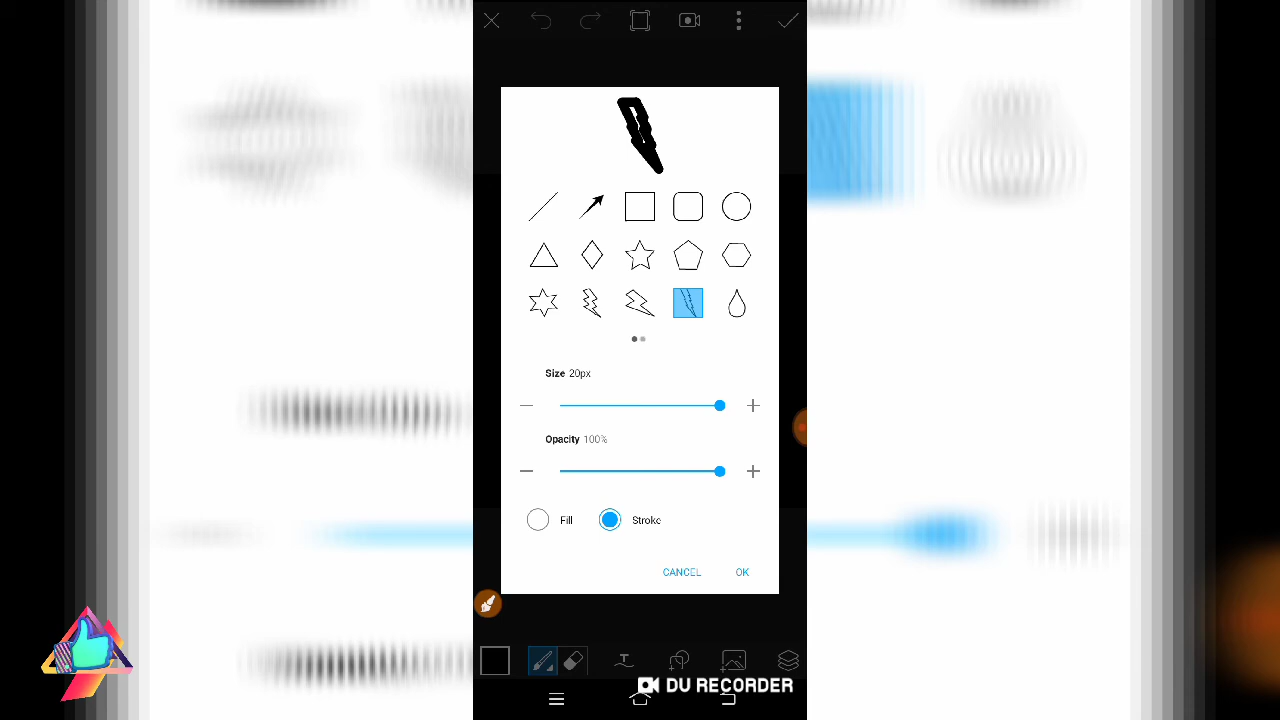 Size 20px
Opacity 100%
Fill
Stroke
CANCEL
OK
T
DU RECORDER